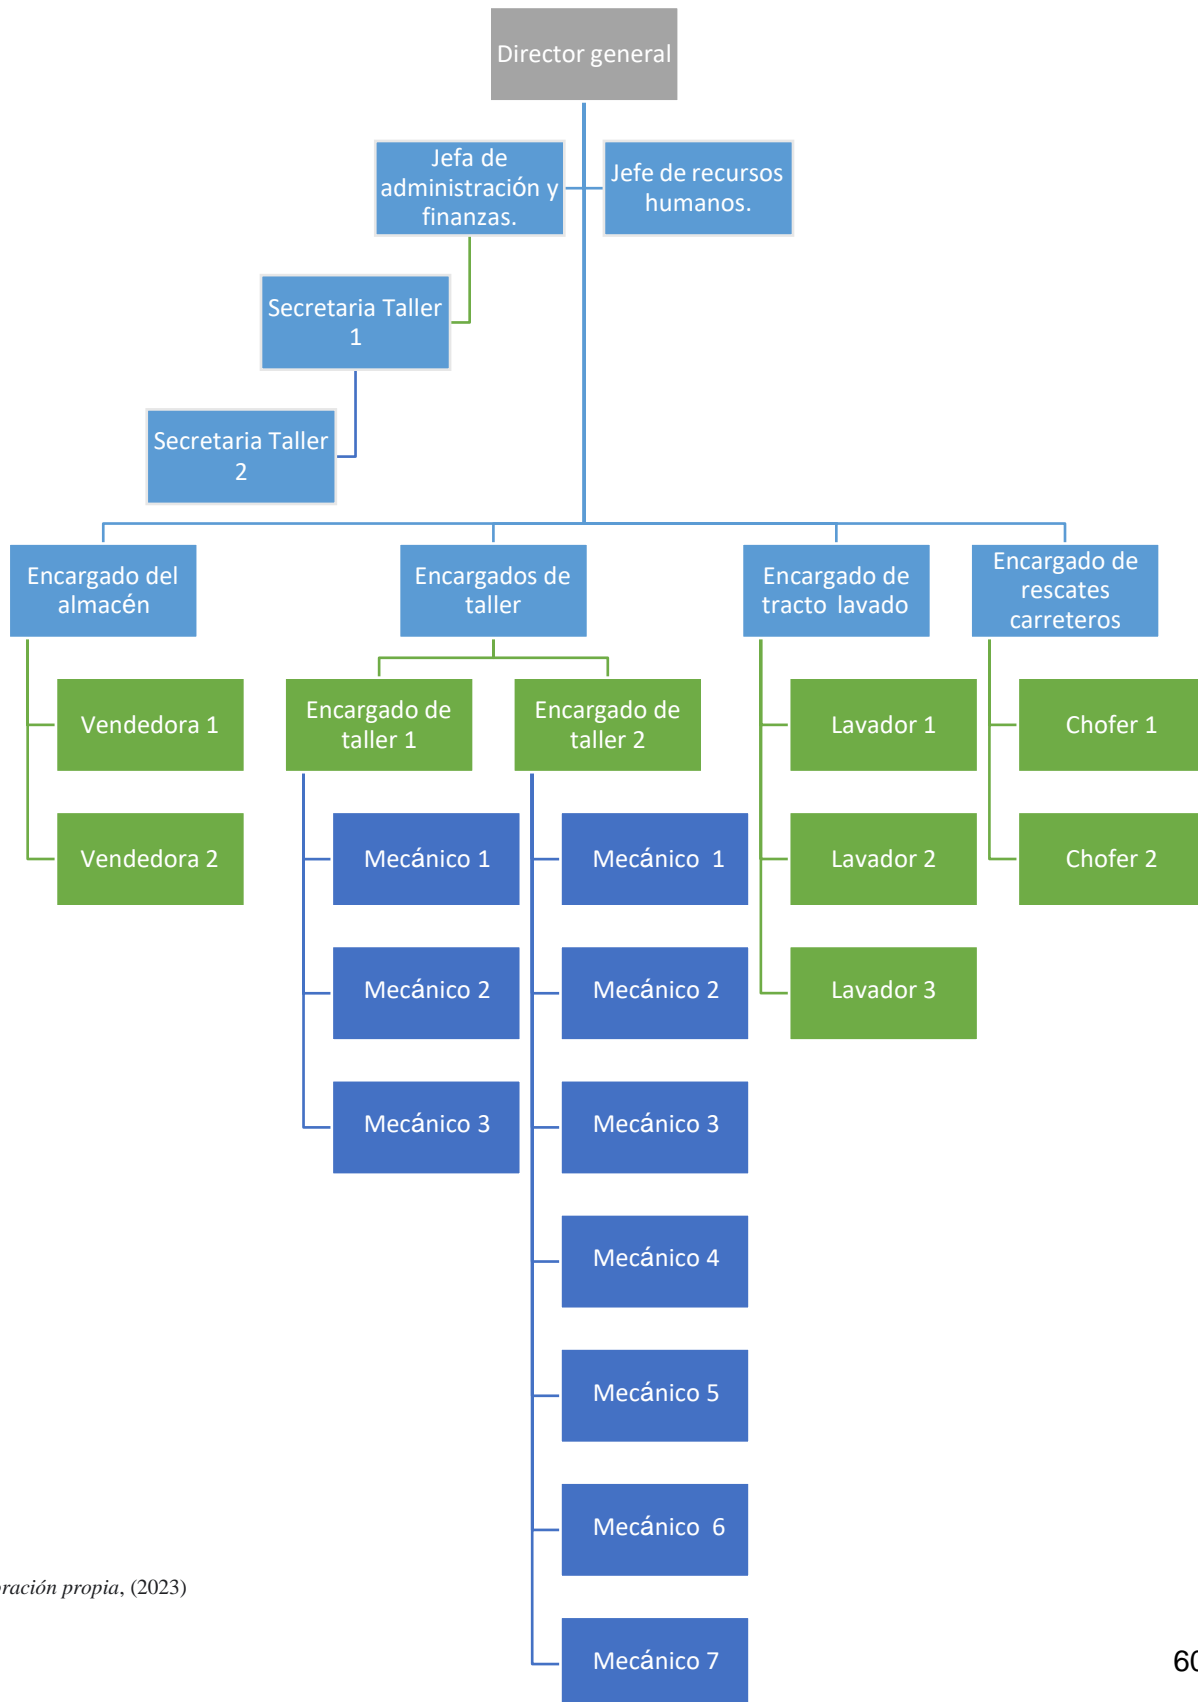 Director general
Jefa de
administración y
finanzas.
Jefe de recursos
humanos.
Secretaria Taller
1
Secretaria Taller
2
Encargado del
almacén
Encargados de
taller
Encargado de
tracto lavado
Encargado de
rescates
carreteros
Vendedora 1
Encargado de
taller 1
Encargado de
taller 2
Lavador 1
Chofer 1
Vendedora 2
Mecánico 1
Mecánico 1
Lavador 2
Chofer 2
Mecánico 2
Mecánico 2
Lavador 3
Mecánico 3
Mecánico 3
Mecánico 4
Mecánico 5
Mecánico 6
propia, (2023)
Mecánico 7
60